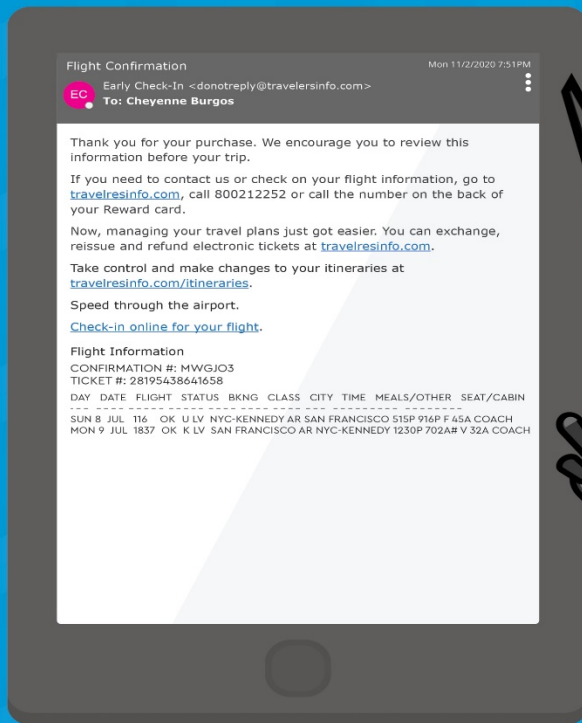 Flight Confirmation
Mon 11/2/2020 7:51PM
EC
Early Check-In <donotreply@travelersinfo.com>
To: Cheyenne Burgos
Thank you for your purchase. We encourage you to review this
information before your trip.
If you need to contact us or check on your flight information, go to
travelresinfo.com, call 800212252 or call the number on the back of
your Reward card.
Now, managing your travel plans just got easier. You can exchange,
reissue and refund electronic tickets at travelresinfo.com.
Take control and make changes to your itineraries at
travelresinfo.com/itineraries.
Speed through the airport.
Check-in online for your flight.
Flight Information
CONFIRMATION #: MWGJO3
TICKET #: 28195438641658
DAY DATE FLIGHT STATUS BKNG CLASS CITY TIME MEALS/OTHER SEAT/CABIN
--- ---- ------ ------ ---- ----- ---- ---- ----------- ----------
SUN 8 JUL 116 OK U LV NYC-KENNEDY AR SAN FRANCISCO 515P 916P F 45A COACH
MON 9 JUL 1837 OK K LV SAN FRANCISCO AR NYC-KENNEDY 1230P 702A# V 32A COACH